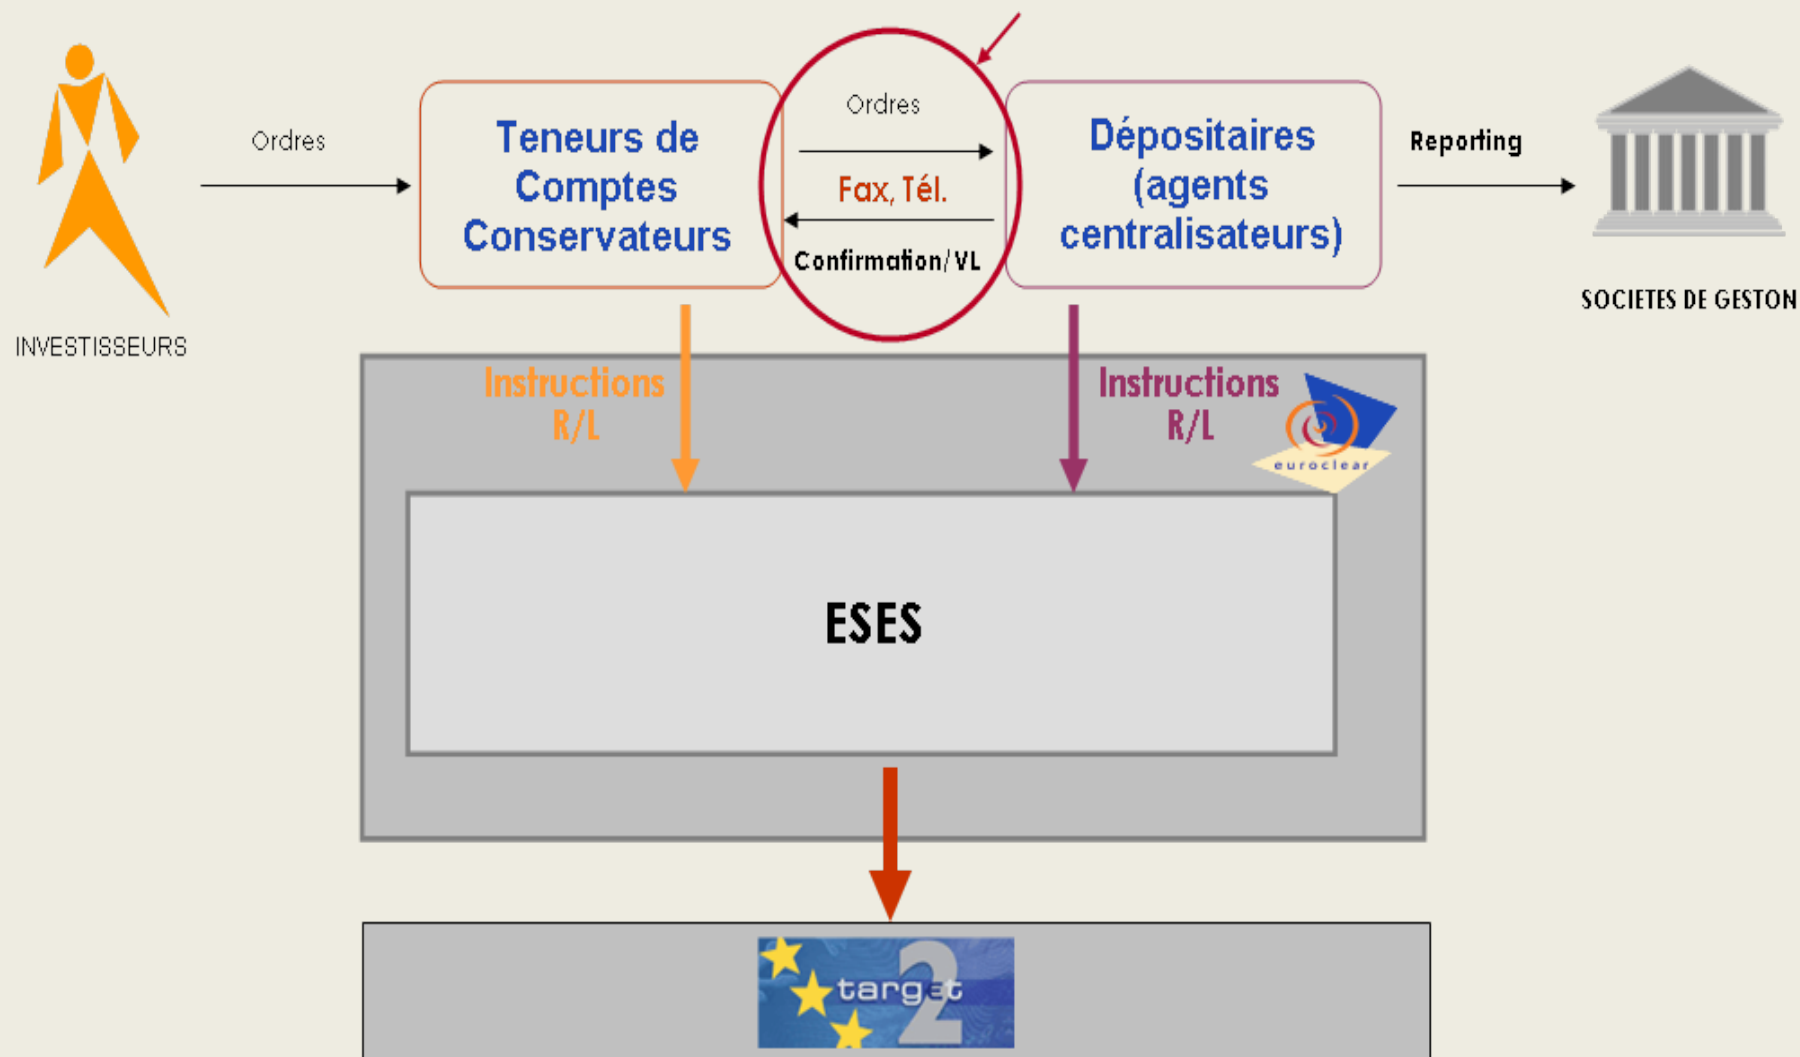 Ordres
Ordres
Teneurs de
Comptes
Conservateurs
Fax, Tél.
Confirmation/VL
Dépositaires
(agents
centralisateurs)
Reporting
INVESTISSEURS
SOCIETES DE GESTON
Instructions
R/L
Instructions
R/L
euroclear
ESES
target
2